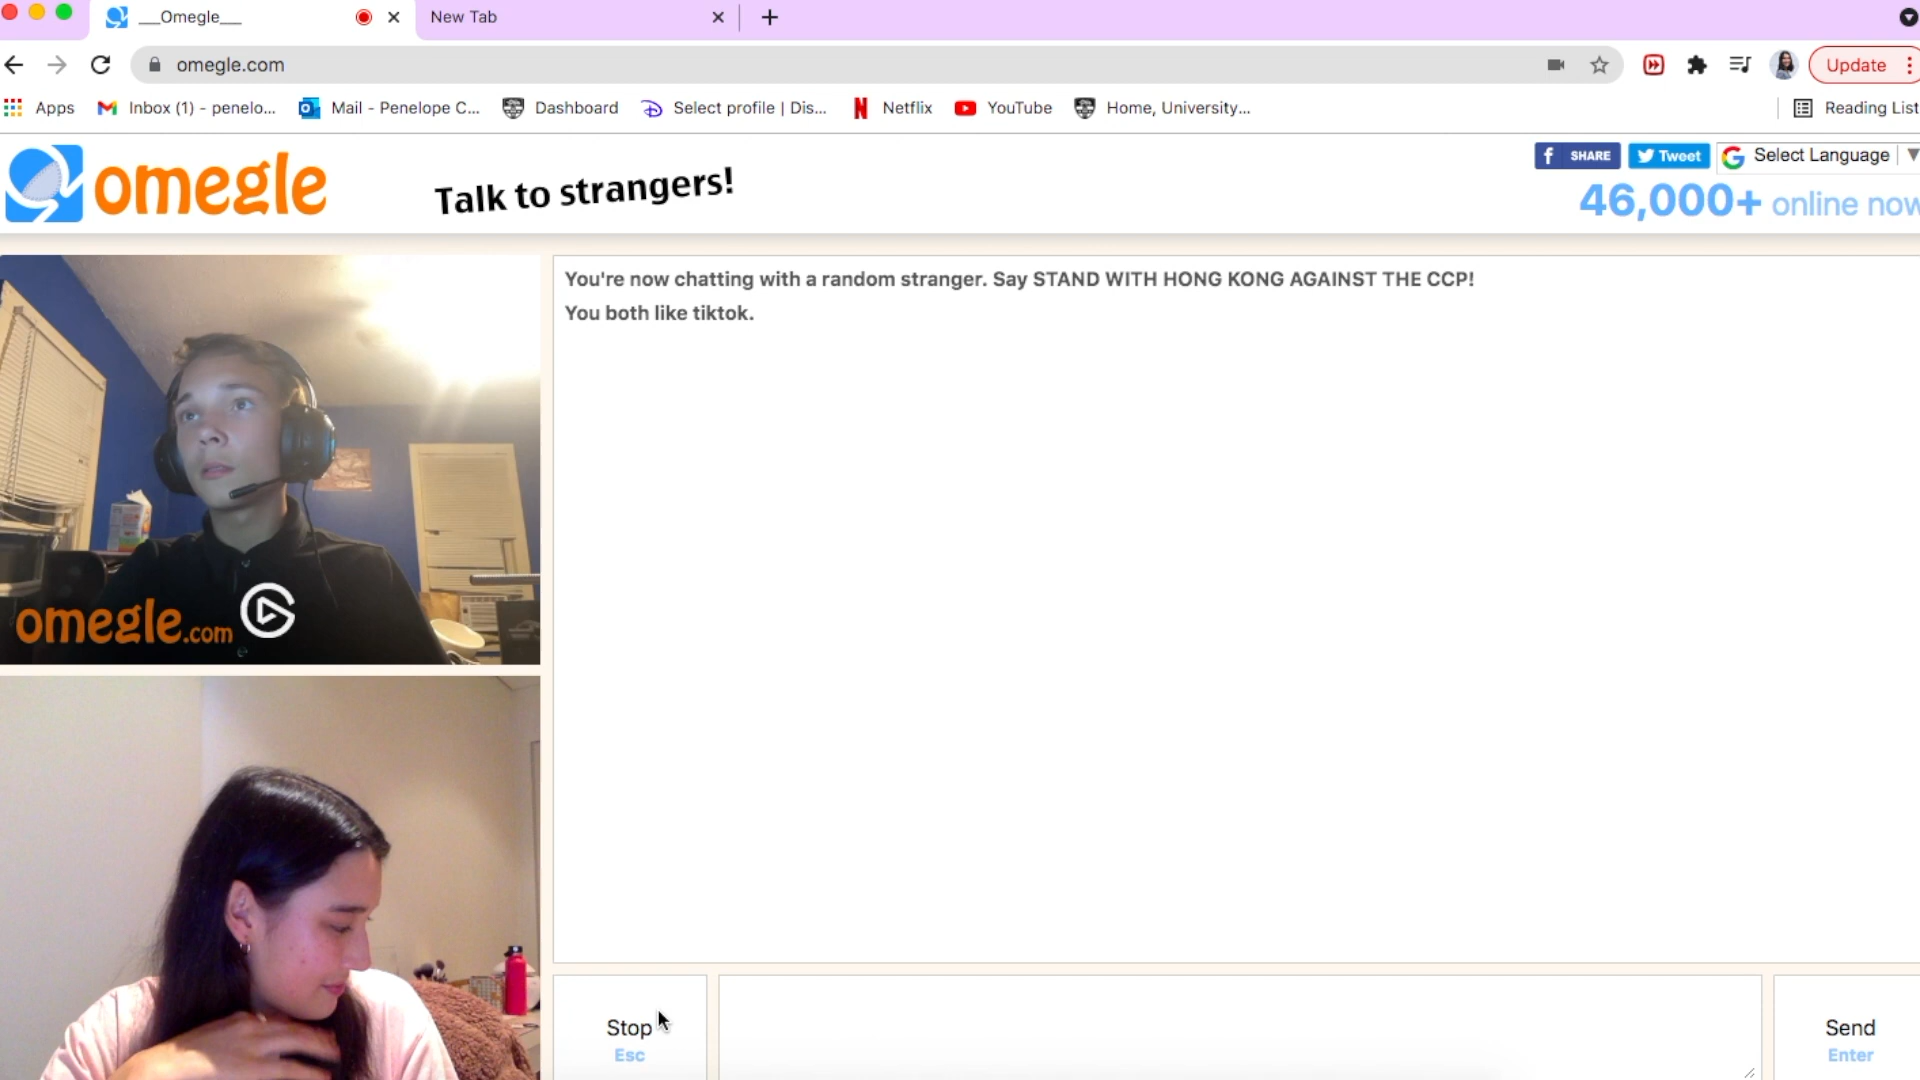 ___Omegle___
New Tab
omegle.com
Update
Apps
Inbox (1) - penelo...
Mail - Penelope C...
Dashboard
Select profile | Dis...
Netflix
YouTube
Home, University...
Reading List
omegle
Talk to strangers!
SHARE
Tweet
Select Language
46,000+ online now
You're now chatting with a random stranger. Say STAND WITH HONG KONG AGAINST THE CCP!
You both like tiktok.
omegle.com
Stop
Esc
Send
Enter